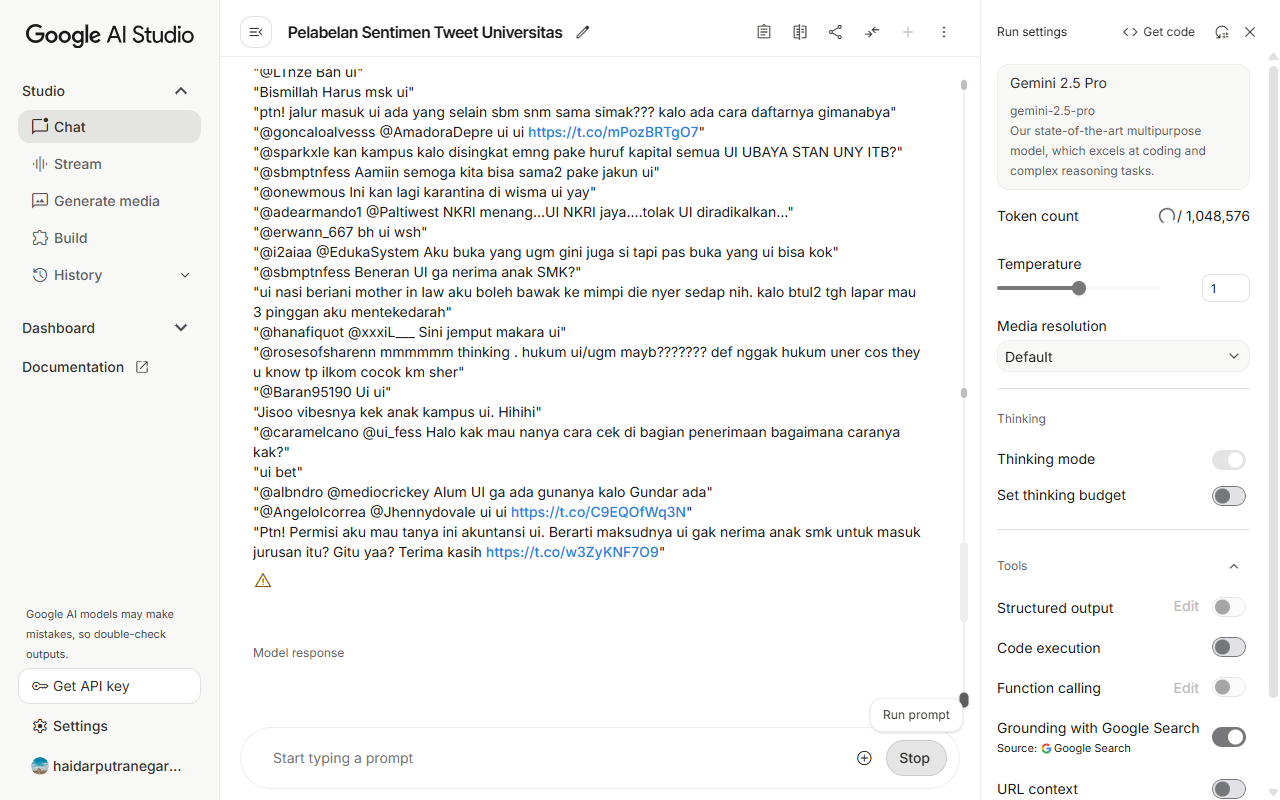 Google AI Studio
Studio
Chat
Stream
Generate media
Build
History
Dashboard
Documentation
Google AI models may make
mistakes, so double-check
outputs.
Get API key
Settings
haidarputranegar...
Pelabelan Sentimen Tweet Universitas
"@LTnze Bah ui"
"Bismillah Harus msk ui"
"ptn! jalur masuk ui ada yang selain sbm snm sama simak??? kalo ada cara daftarnya gimanabya"
"@goncaloalvesss @AmadoraDepre ui ui https://t.co/mPozBRTgO7"
"@sparkxle kan kampus kalo disingkat emng pake huruf kapital semua UI UBAYA STAN UNY ITB?"
"@sbmptnfess Aamiin semoga kita bisa sama2 pake jakun ui"
"@onewmous Ini kan lagi karantina di wisma ui yay"
"@adearmando1 @Paltiwest NKRI menang...UI NKRI jaya....tolak UI diradikalkan..."
"@erwann_667 bh ui wsh"
"@i2aiaa @EdukaSystem Aku buka yang ugm gini juga si tapi pas buka yang ui bisa kok"
"@sbmptnfess Beneran UI ga nerima anak SMK?"
"ui nasi beriani mother in law aku boleh bawak ke mimpi die nyer sedap nih. kalo btul2 tgh lapar mau
3 pinggan aku mentekedarah"
"@hanafiquot @xxxiL___ Sini jemput makara ui"
"@rosesofsharenn mmmmmm thinking . hukum ui/ugm mayb??????? def nggak hukum uner cos they
u know tp ilkom cocok km sher"
"@Baran95190 Ui ui"
"Jisoo vibesnya kek anak kampus ui. Hihihi"
"@caramelcano @ui_fess Halo kak mau nanya cara cek di bagian penerimaan bagaimana caranya
kak?"
"ui bet"
"@albndro @mediocrickey Alum UI ga ada gunanya kalo Gundar ada"
"@Angelolcorrea @Jhennydovale ui ui https://t.co/C9EQOfWq3N"
"Ptn! Permisi aku mau tanya ini akuntansi ui. Berarti maksudnya ui gak nerima anak smk untuk masuk
jurusan itu? Gitu yaa? Terima kasih https://t.co/w3ZyKNF7O9"
Model response
Run prompt
Start typing a prompt
Stop
Run settings
Get code
Gemini 2.5 Pro
gemini-2.5-pro
Our state-of-the-art multipurpose
model, which excels at coding and
complex reasoning tasks.
Token count
/ 1,048,576
Temperature
1
Media resolution
Default
Thinking
Thinking mode
Set thinking budget
Tools
Structured output
Edit
Code execution
Function calling
Edit
Grounding with Google Search
Source: Google Search
URL context